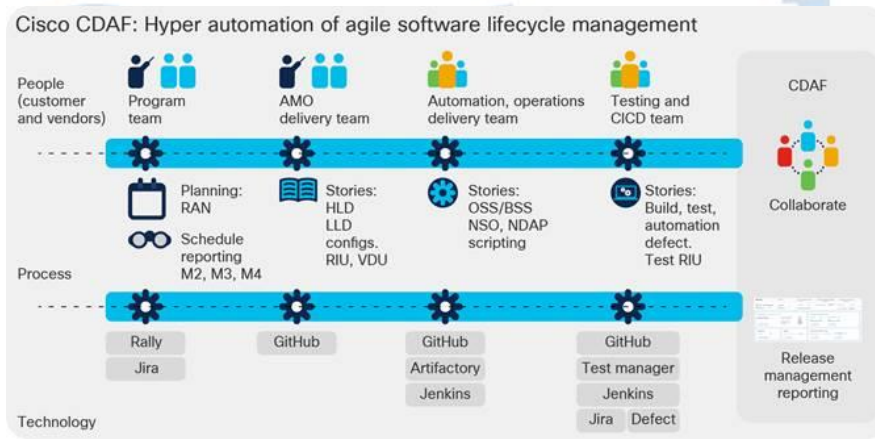 Cisco CDAF: Hyper automation of agile software lifecycle management
People
(customer
and vendors)
Program
team
AMO
delivery team
Automation, operations
delivery team
Testing and
CICD team
CDAF
Planning:
RAN
Schedule
reporting
M2, M3, M4
Stories:
HLD
LLD
configs.
RIU, VDU
Stories:
OSS/BSS
NSO, NDAP
scripting
Stories:
Build, test,
automation
defect.
Test RIU
Collaborate
Process
Rally
Jira
GitHub
GitHub
Artifactory
Jenkins
GitHub
Test manager
Jenkins
Jira
Defect
Release
management
reporting
Technology